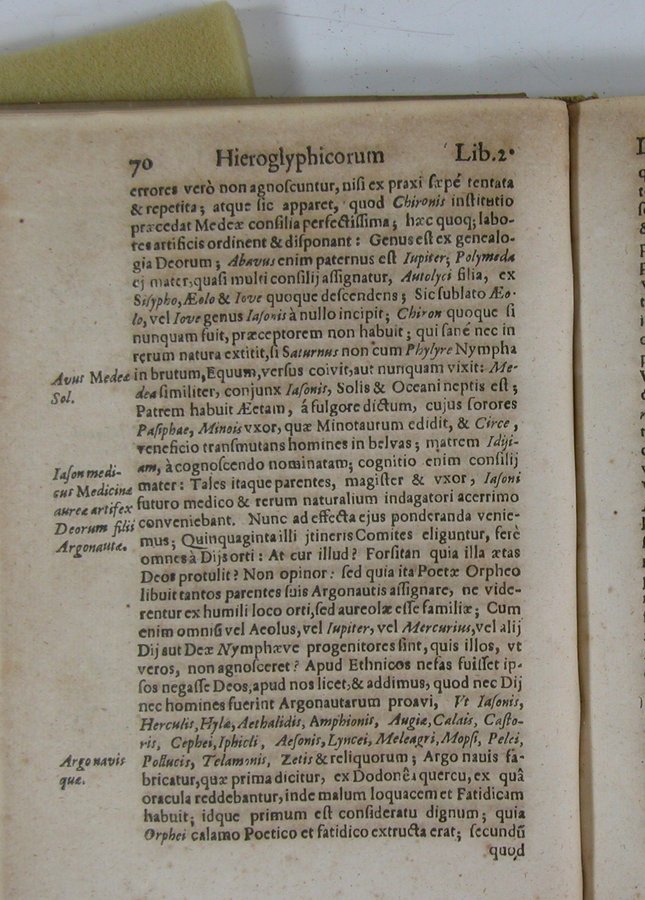 70 Hieroglyphicorum Lib.2.
errores verò non agnoſcuntur, niſi ex praxi ſæpé tentata
& repetita; atque ſic apparet, quod Chironis inſtitutio
præcedat Medeæ conſilia perfectiſſima; hæc quoq; labo-
res artificis ordinent & diſponant: Genus eſt ex genealo-
gia Deorum; Abavus enim paternus eſt Iupiter; Polymeda
ej mater, quaſi multi conſilij aſſignatur, Autolyci filia, ex
Siſypho, Æolo & Iove quoque deſcendens; Sic ſublato Æo-
lo, vel Iove genus Iaſonis à nullo incipit; Chiron quoque ſi
nunquam fuit, præceptorem non habuit; qui ſané nec in
rerum natura extitit, ſi Saturnus non cum Phylyre Nympha
in brutum, Equum, verſus coivit, aut nunquam vixit: Me-
dea ſimiliter, conjunx Iaſonis, Solis & Oceani neptis eſt;
Avus Medeæ
Sol.
Patrem habuit Æetam, á fulgore dictum, cujus ſorores
Paſiphae, Minois vxor, quæ Minotaurum edidit, & Circe,
veneficio tranſmutans homines in belvas; matrem Idyi-
am, à cognoſcendo nominatam; cognitio enim conſilij
mater: Tales itaque parentes, magiſter & vxor, Iaſoni
futuro medico & rerum naturalium indagatori acerrimo
conveniebant. Nunc ad effecta ejus ponderanda venie-
mus; Quinquaginta illi jtineris Comites eliguntur, ferè
Iaſon medi-
cus Medicinæ
aureæ artifex
Deorum filii
Argonautæ.
omnes à Dijs orti: At cur illud? Forſitan quia illa ætas
Deos protulit? Non opinor: ſed quia ita Poetæ Orpheo
libuit tantos parentes ſuis Argonautis aſſignare, ne vide-
rentur ex humili loco orti, ſed aureolæ eſſe familiæ; Cum
enim omniũ vel Aeolus, vel Iupiter, vel Mercurius, vel alij
Dij aut Deæ Nymphæve progenitores ſint, quis illos, vt
veros, non agnoſceret? Apud Ethnicos nefas fuiſſet ip-
ſos negaſſe Deos, apud nos licet, & addimus, quod nec Dij
nec homines fuerint Argonautarum proavi, Vt Iaſonis,
Herculis, Hylæ, Aethalidis, Amphionis, Augiæ, Calais, Caſto-
ris, Cephei, Iphicli, Aeſonis, Lyncei, Meleagri, Mopſi, Pelei,
Pollucis, Telamonis, Zetis & reliquorum; Argo nauis fa-
bricatur, quæ prima dicitur, ex Dodonêa quercu, ex quâ
Argo navis
quæ.
oracula reddebantur, inde malum loquacem et Fatidicam
habuit; idque primum eſt conſideratu dignum; quia
Orphei calamo Poetico et fatidico extructa erat; ſecundũ
quod